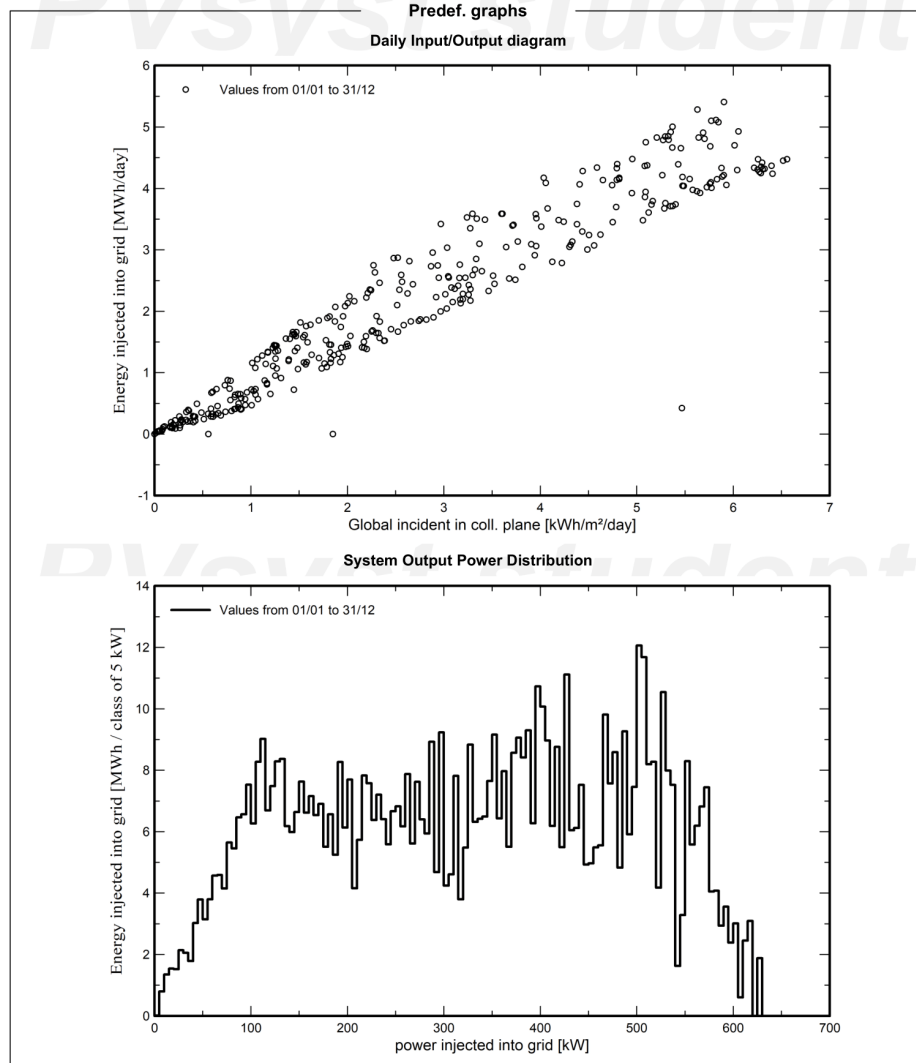 PVsyst student
Predef. graphs
Daily Input/Output diagram
6
5
4
3
2
1
0
-1
Values from 01/01 to 31/12
Energy injected into grid [MWh/day]
0 1 2 3 4 5 6 7
Global incident in coll. plane [kWh/m²/day]
PVsyst student
System Output Power Distribution
14
12
10
8
6
4
2
0
Values from 01/01 to 31/12
Energy injected into grid [MWh / class of 5 kW]
0 100 200 300 400 500 600 700
power injected into grid [kW]